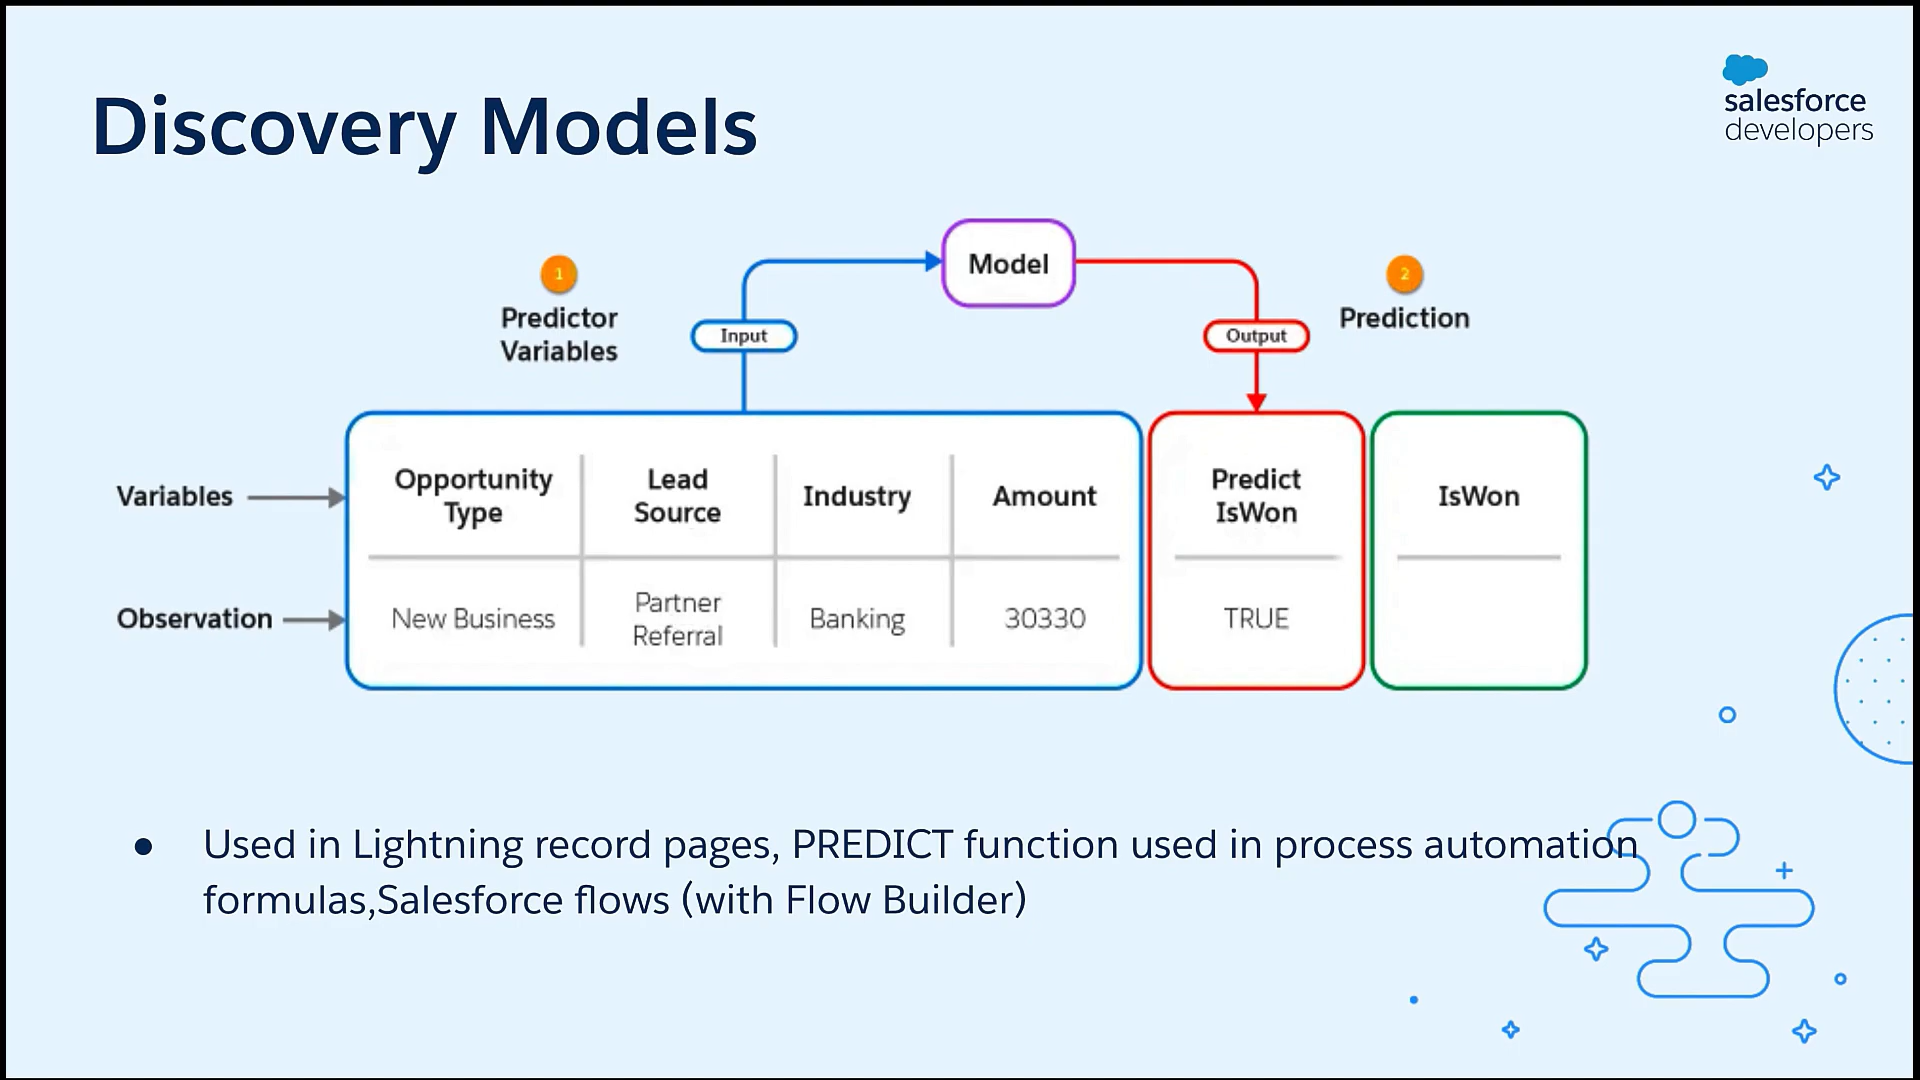 Discovery Models
salesforce
developers
Model
1
2
Predictor
Variables
Prediction
Input
Output
Variables
Opportunity
Type
Lead
Source
Industry
Amount
Predict
IsWon
IsWon
Observation
New Business
Partner
Referral
Banking
30330
TRUE
● Used in Lightning record pages, PREDICT function used in process automation
formulas,Salesforce flows (with Flow Builder)